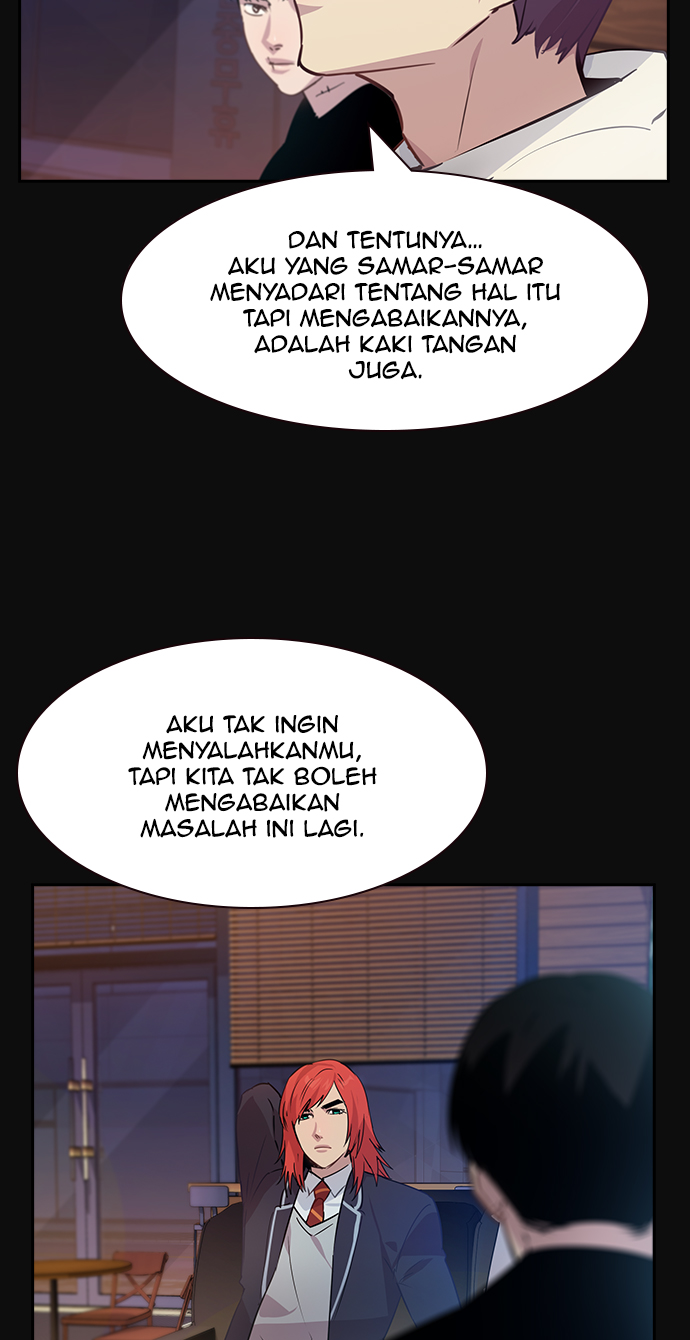 DAN TENTUNYA...
AKU YANG SAMAR-SAMAR
MENYADARI TENTANG HAL ITU
TAPI MENGABAIKANNYA,
ADALAH KAKI TANGAN
JUGA.
AKU TAK INGIN
MENYALAHKANMU,
TAPI KITA TAK BOLEH
MENGABAIKAN
MASALAH INI LAGI.